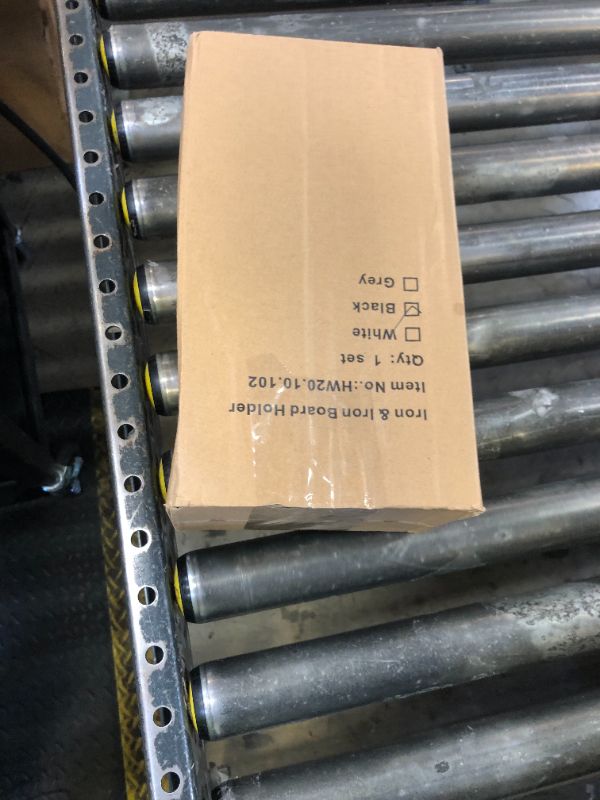 Iron & Iron Board Holder
Item No.:HW20.10.102
Qty: 1 set
☐ White
☑ Black
☐ Grey